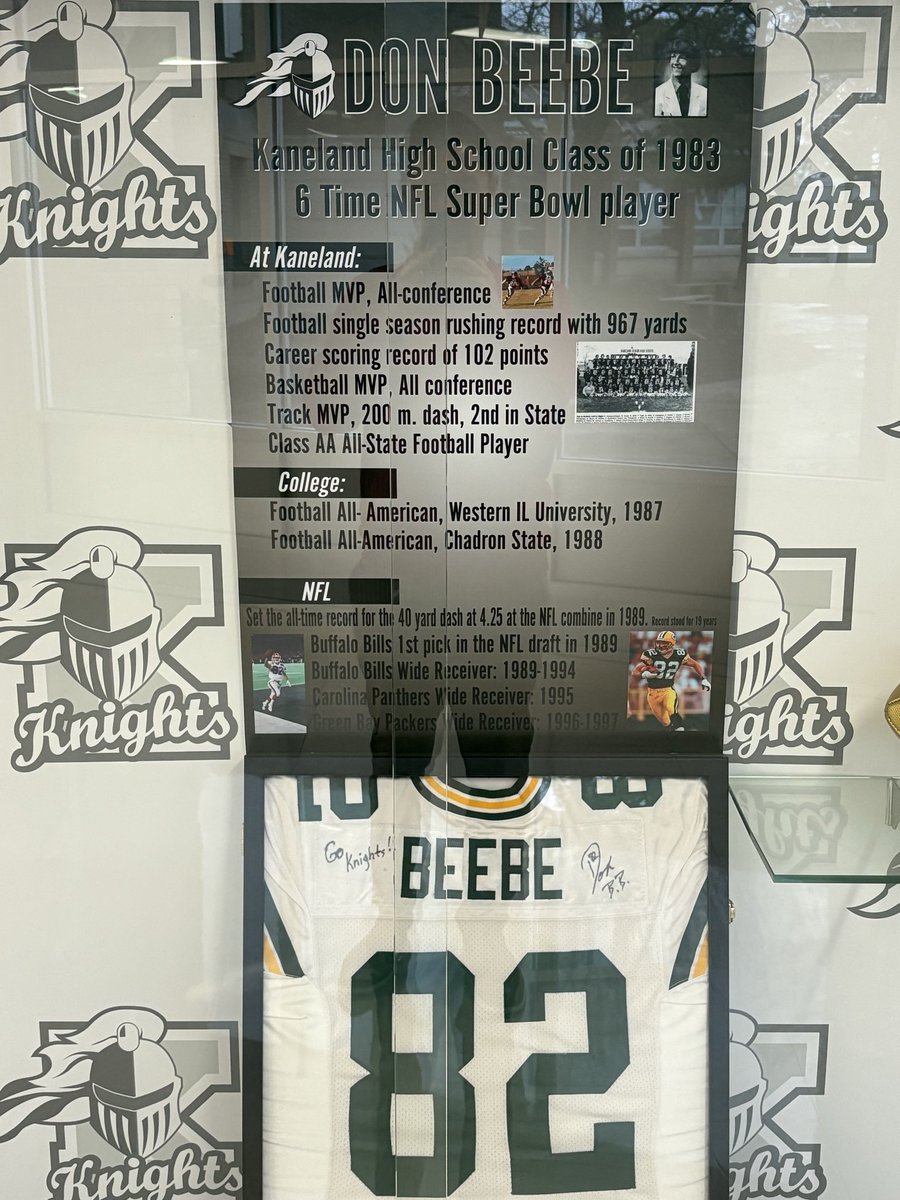 DON BEEBE
Kaneland High School Class of 1983
6 Time NFL Super Bowl player
At Kaneland:
Football MVP, All-conference
Football single season rushing record with 967 yards
Career scoring record of 102 points
Basketball MVP, All conference
Track MVP, 200 m. dash, 2nd in State
Class AA All-State Football Player
College:
Football All- American, Western IL University, 1987
Football All-American, Chadron State, 1988
NFL
Set the all-time record for the 40 yard dash at 4.25 at the NFL combine in 1989. Record stood for 19 years
Buffalo Bills 1st pick in the NFL draft in 1989
Buffalo Bills Wide Receiver: 1989-1994
Carolina Panthers Wide Receiver: 1995
Green Bay Packers Wide Receiver: 1996-1997
Go Knights!!
BEEBE
82
K
Knights
K
Knights
K
Knights
K
Knights
K
Knights
K
Knights